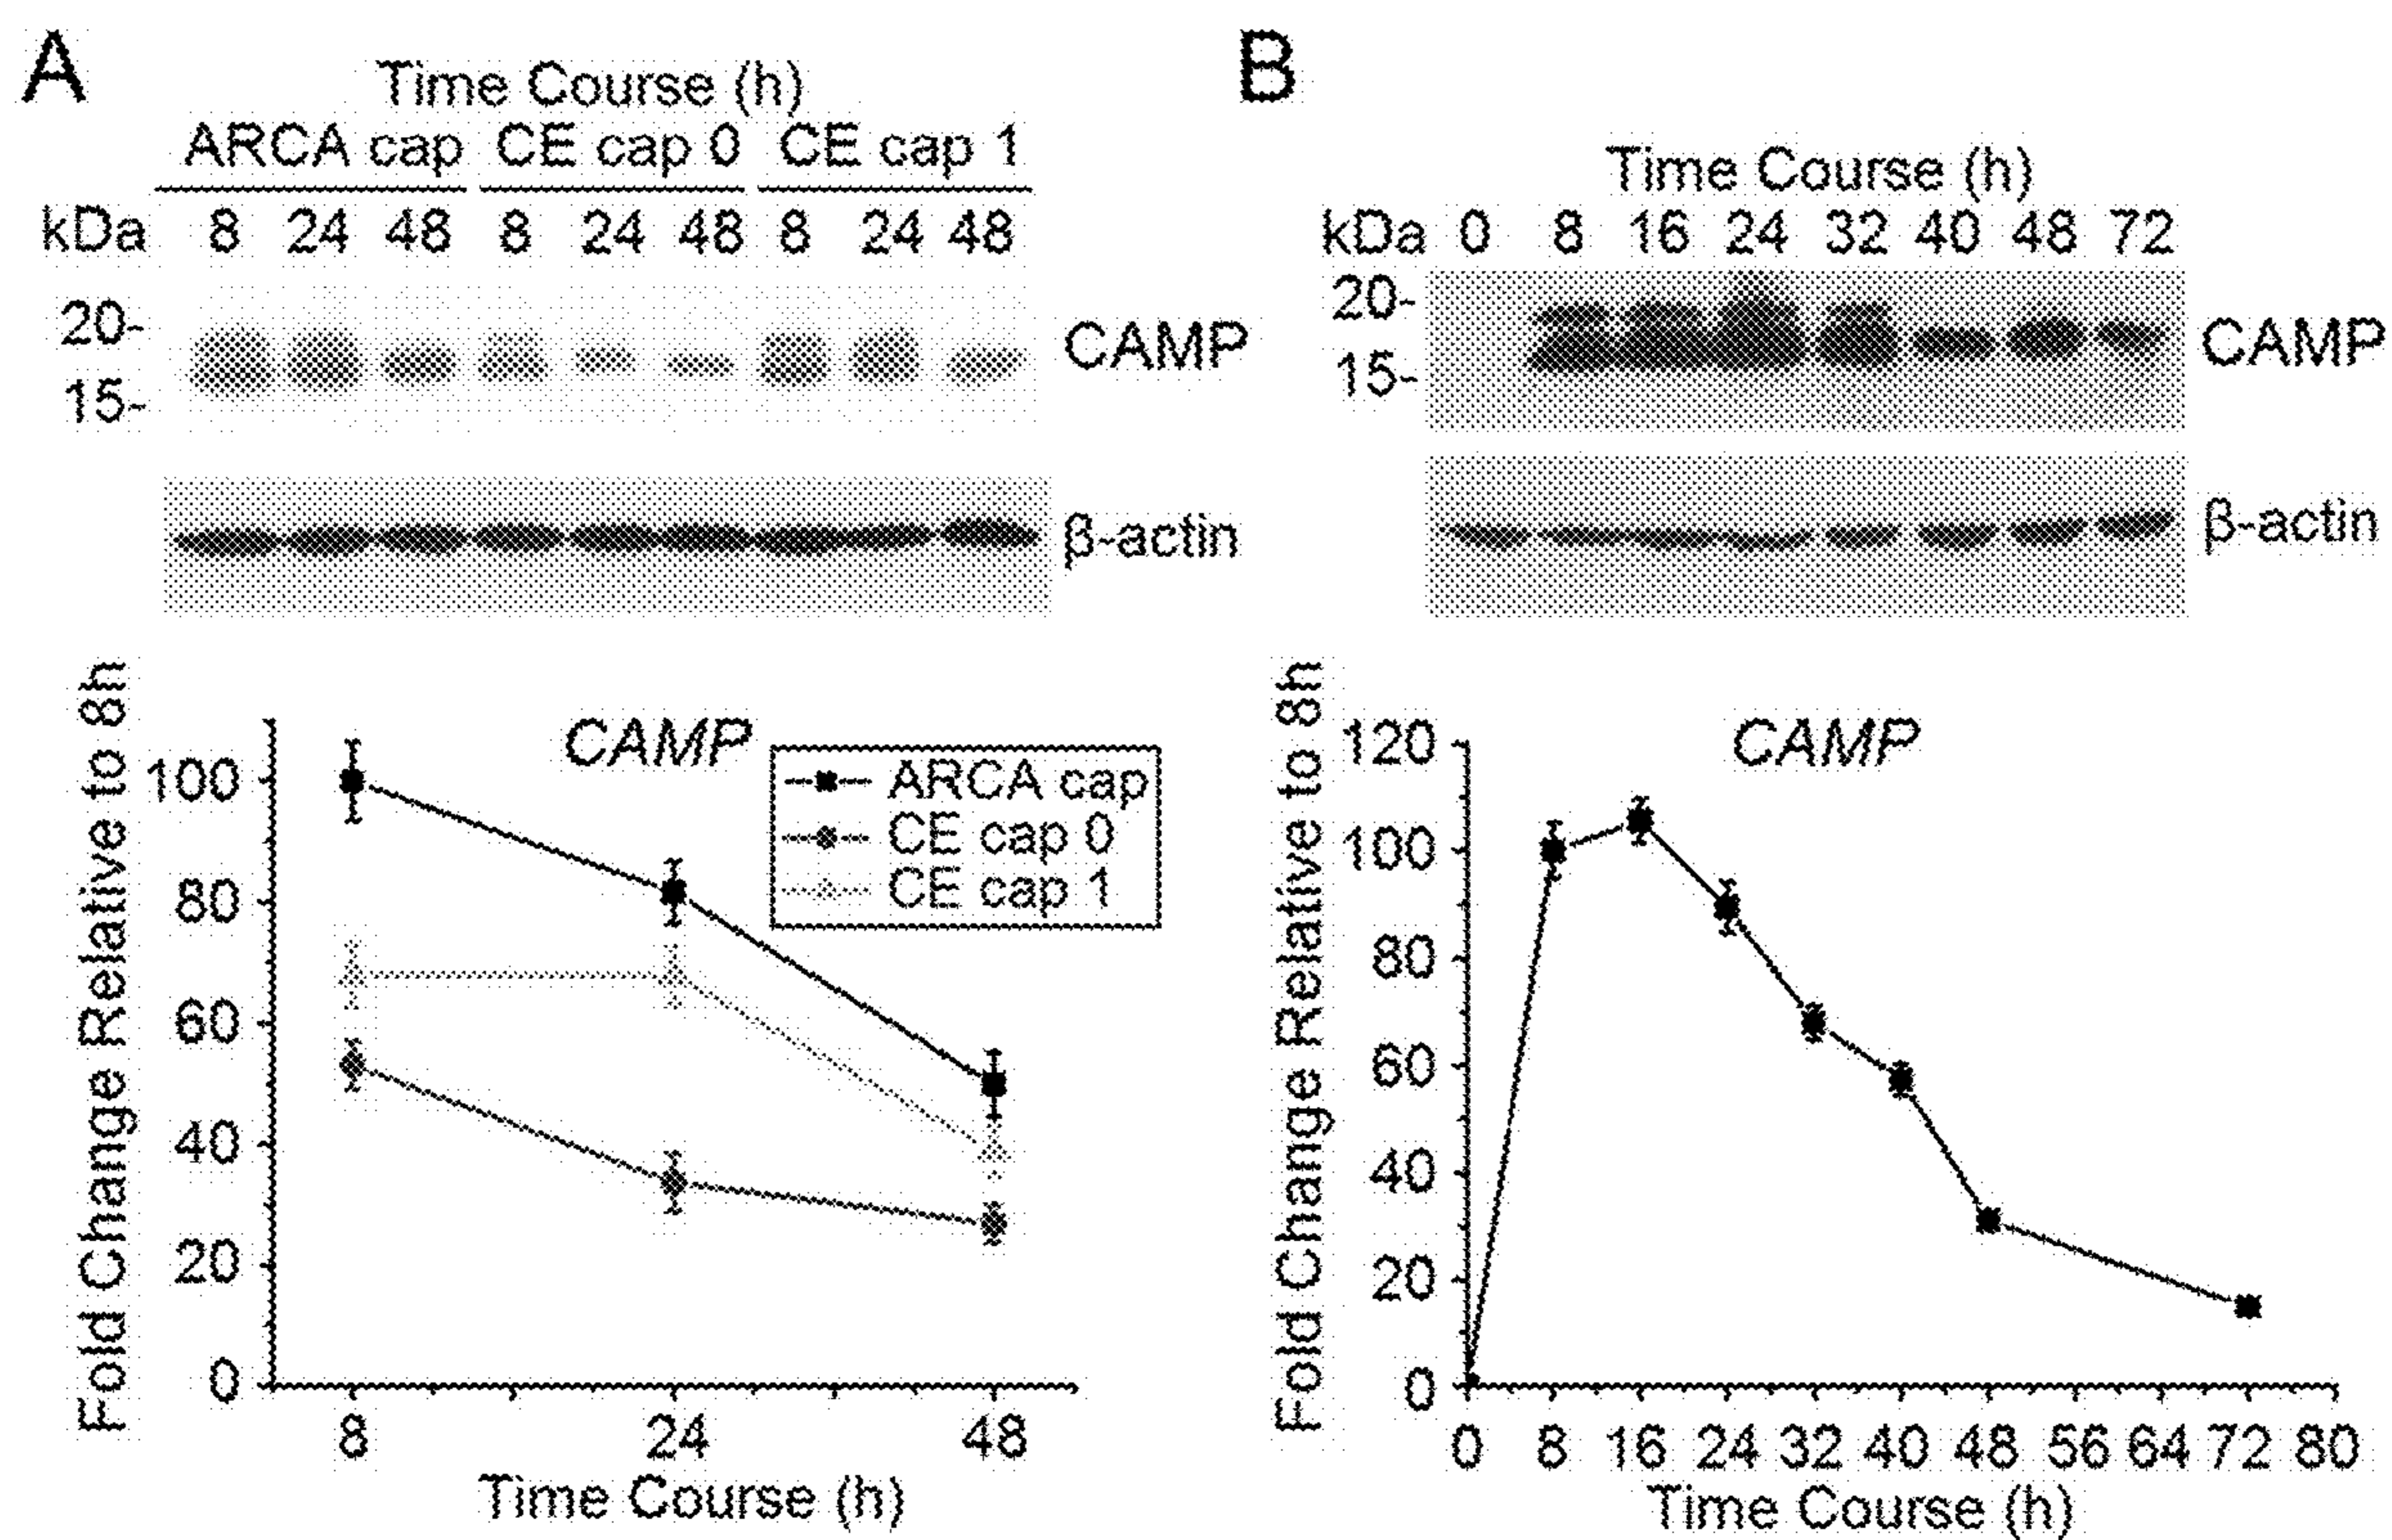 A
Time Course (h)
ARCA cap CE cap 0 CE cap 1
kDa 8 24 48 8 24 48 8 24 48
20-
CAMP
15-
β-actin
Fold Change Relative to 8h
CAMP
ARCA cap
CE cap 0
CE cap 1
100
80
60
40
20
0
8 24 48
Time Course (h)
B
Time Course (h)
kDa 0 8 16 24 32 40 48 72
20-
CAMP
15-
β-actin
Fold Change Relative to 8h
CAMP
120
100
80
60
40
20
0
0 8 16 24 32 40 48 56 64 72 80
Time Course (h)